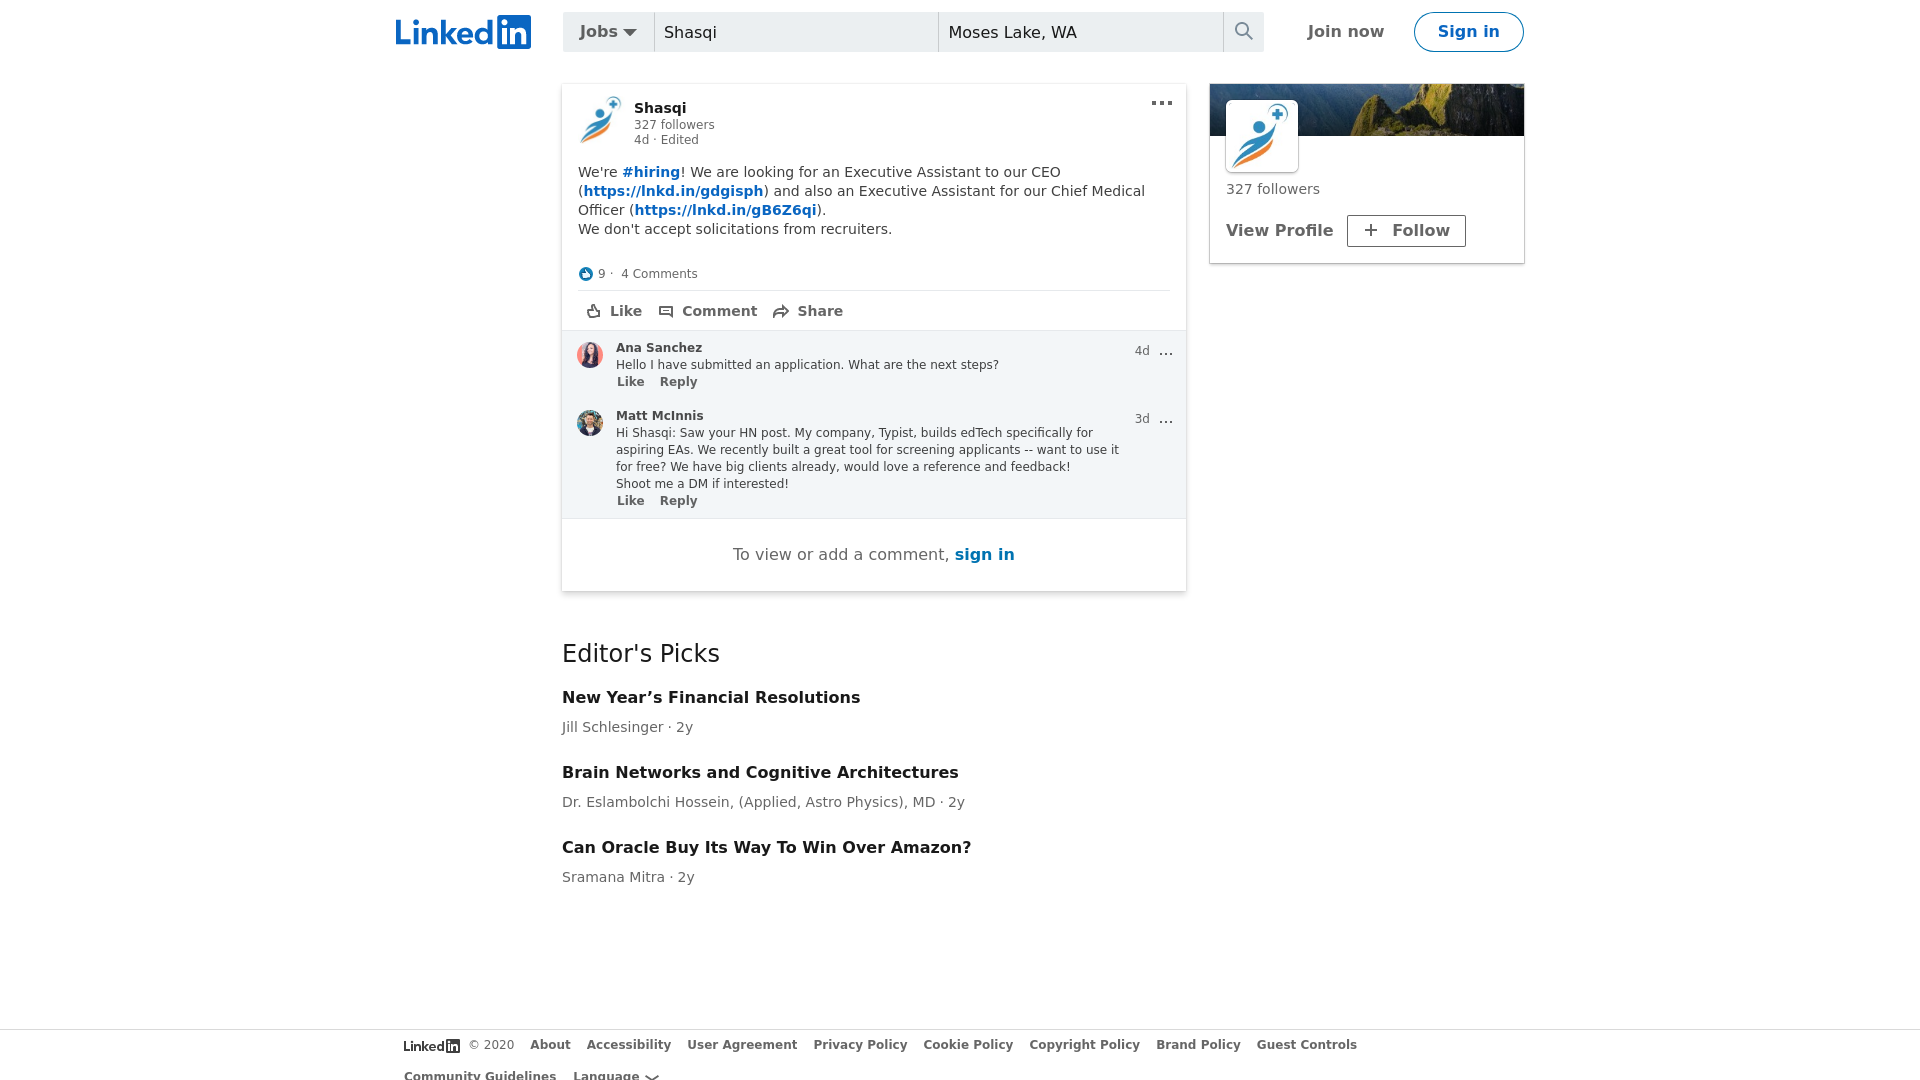 Linked in
Jobs
Shasqi
Moses Lake, WA
Join now
Sign in
Shasqi
327 followers
4d · Edited
We're #hiring! We are looking for an Executive Assistant to our CEO
(https://lnkd.in/gdgisph) and also an Executive Assistant for our Chief Medical
Officer (https://lnkd.in/gB6Z6qi).
We don't accept solicitations from recruiters.
9 · 4 Comments
Like Comment Share
Ana Sanchez
4d ...
Hello I have submitted an application. What are the next steps?
Like Reply
Matt McInnis
3d ...
Hi Shasqi: Saw your HN post. My company, Typist, builds edTech specifically for
aspiring EAs. We recently built a great tool for screening applicants -- want to use it
for free? We have big clients already, would love a reference and feedback!
Shoot me a DM if interested!
Like Reply
To view or add a comment, sign in
327 followers
View Profile
+ Follow
Editor's Picks
New Year’s Financial Resolutions
Jill Schlesinger · 2y
Brain Networks and Cognitive Architectures
Dr. Eslambolchi Hossein, (Applied, Astro Physics), MD · 2y
Can Oracle Buy Its Way To Win Over Amazon?
Sramana Mitra · 2y
Linked in © 2020 About Accessibility User Agreement Privacy Policy Cookie Policy Copyright Policy Brand Policy Guest Controls
Community Guidelines Language